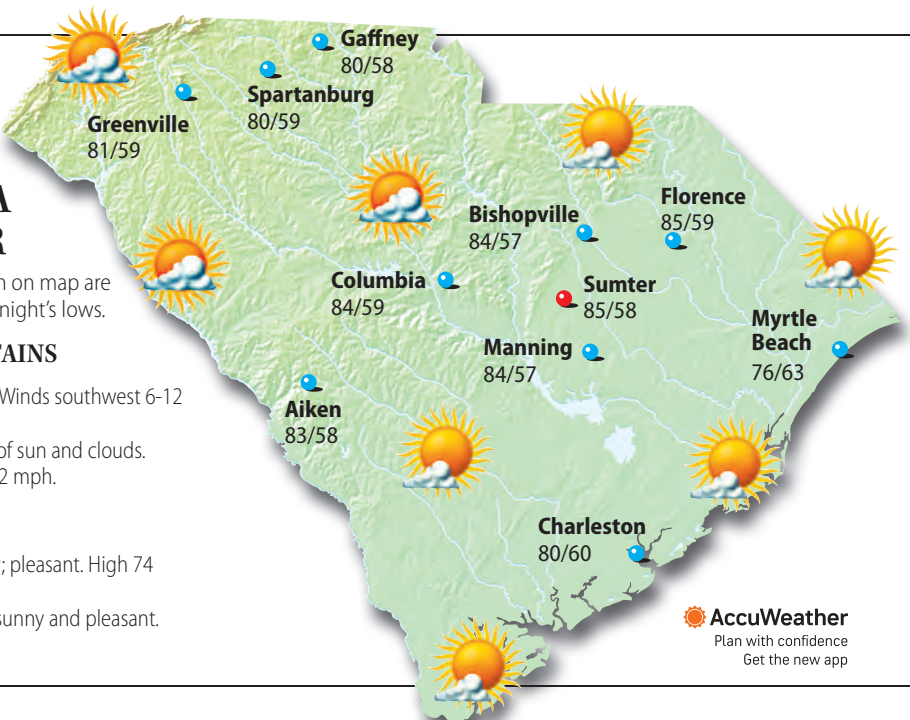 Gaffney
80/58
Spartanburg
80/59
Greenville
81/59
A
R
Florence
85/59
Bishopville
84/57
n on map are
night's lows.
Columbia
84/59
Sumter
85/58
Myrtle
Beach
76/63
TAINS
Manning
84/57
Winds southwest 6-12
Aiken
83/58
of sun and clouds.
2 mph.
Charleston
80/60
; pleasant. High 74
sunny and pleasant.
AccuWeather
Plan with confidence
Get the new app